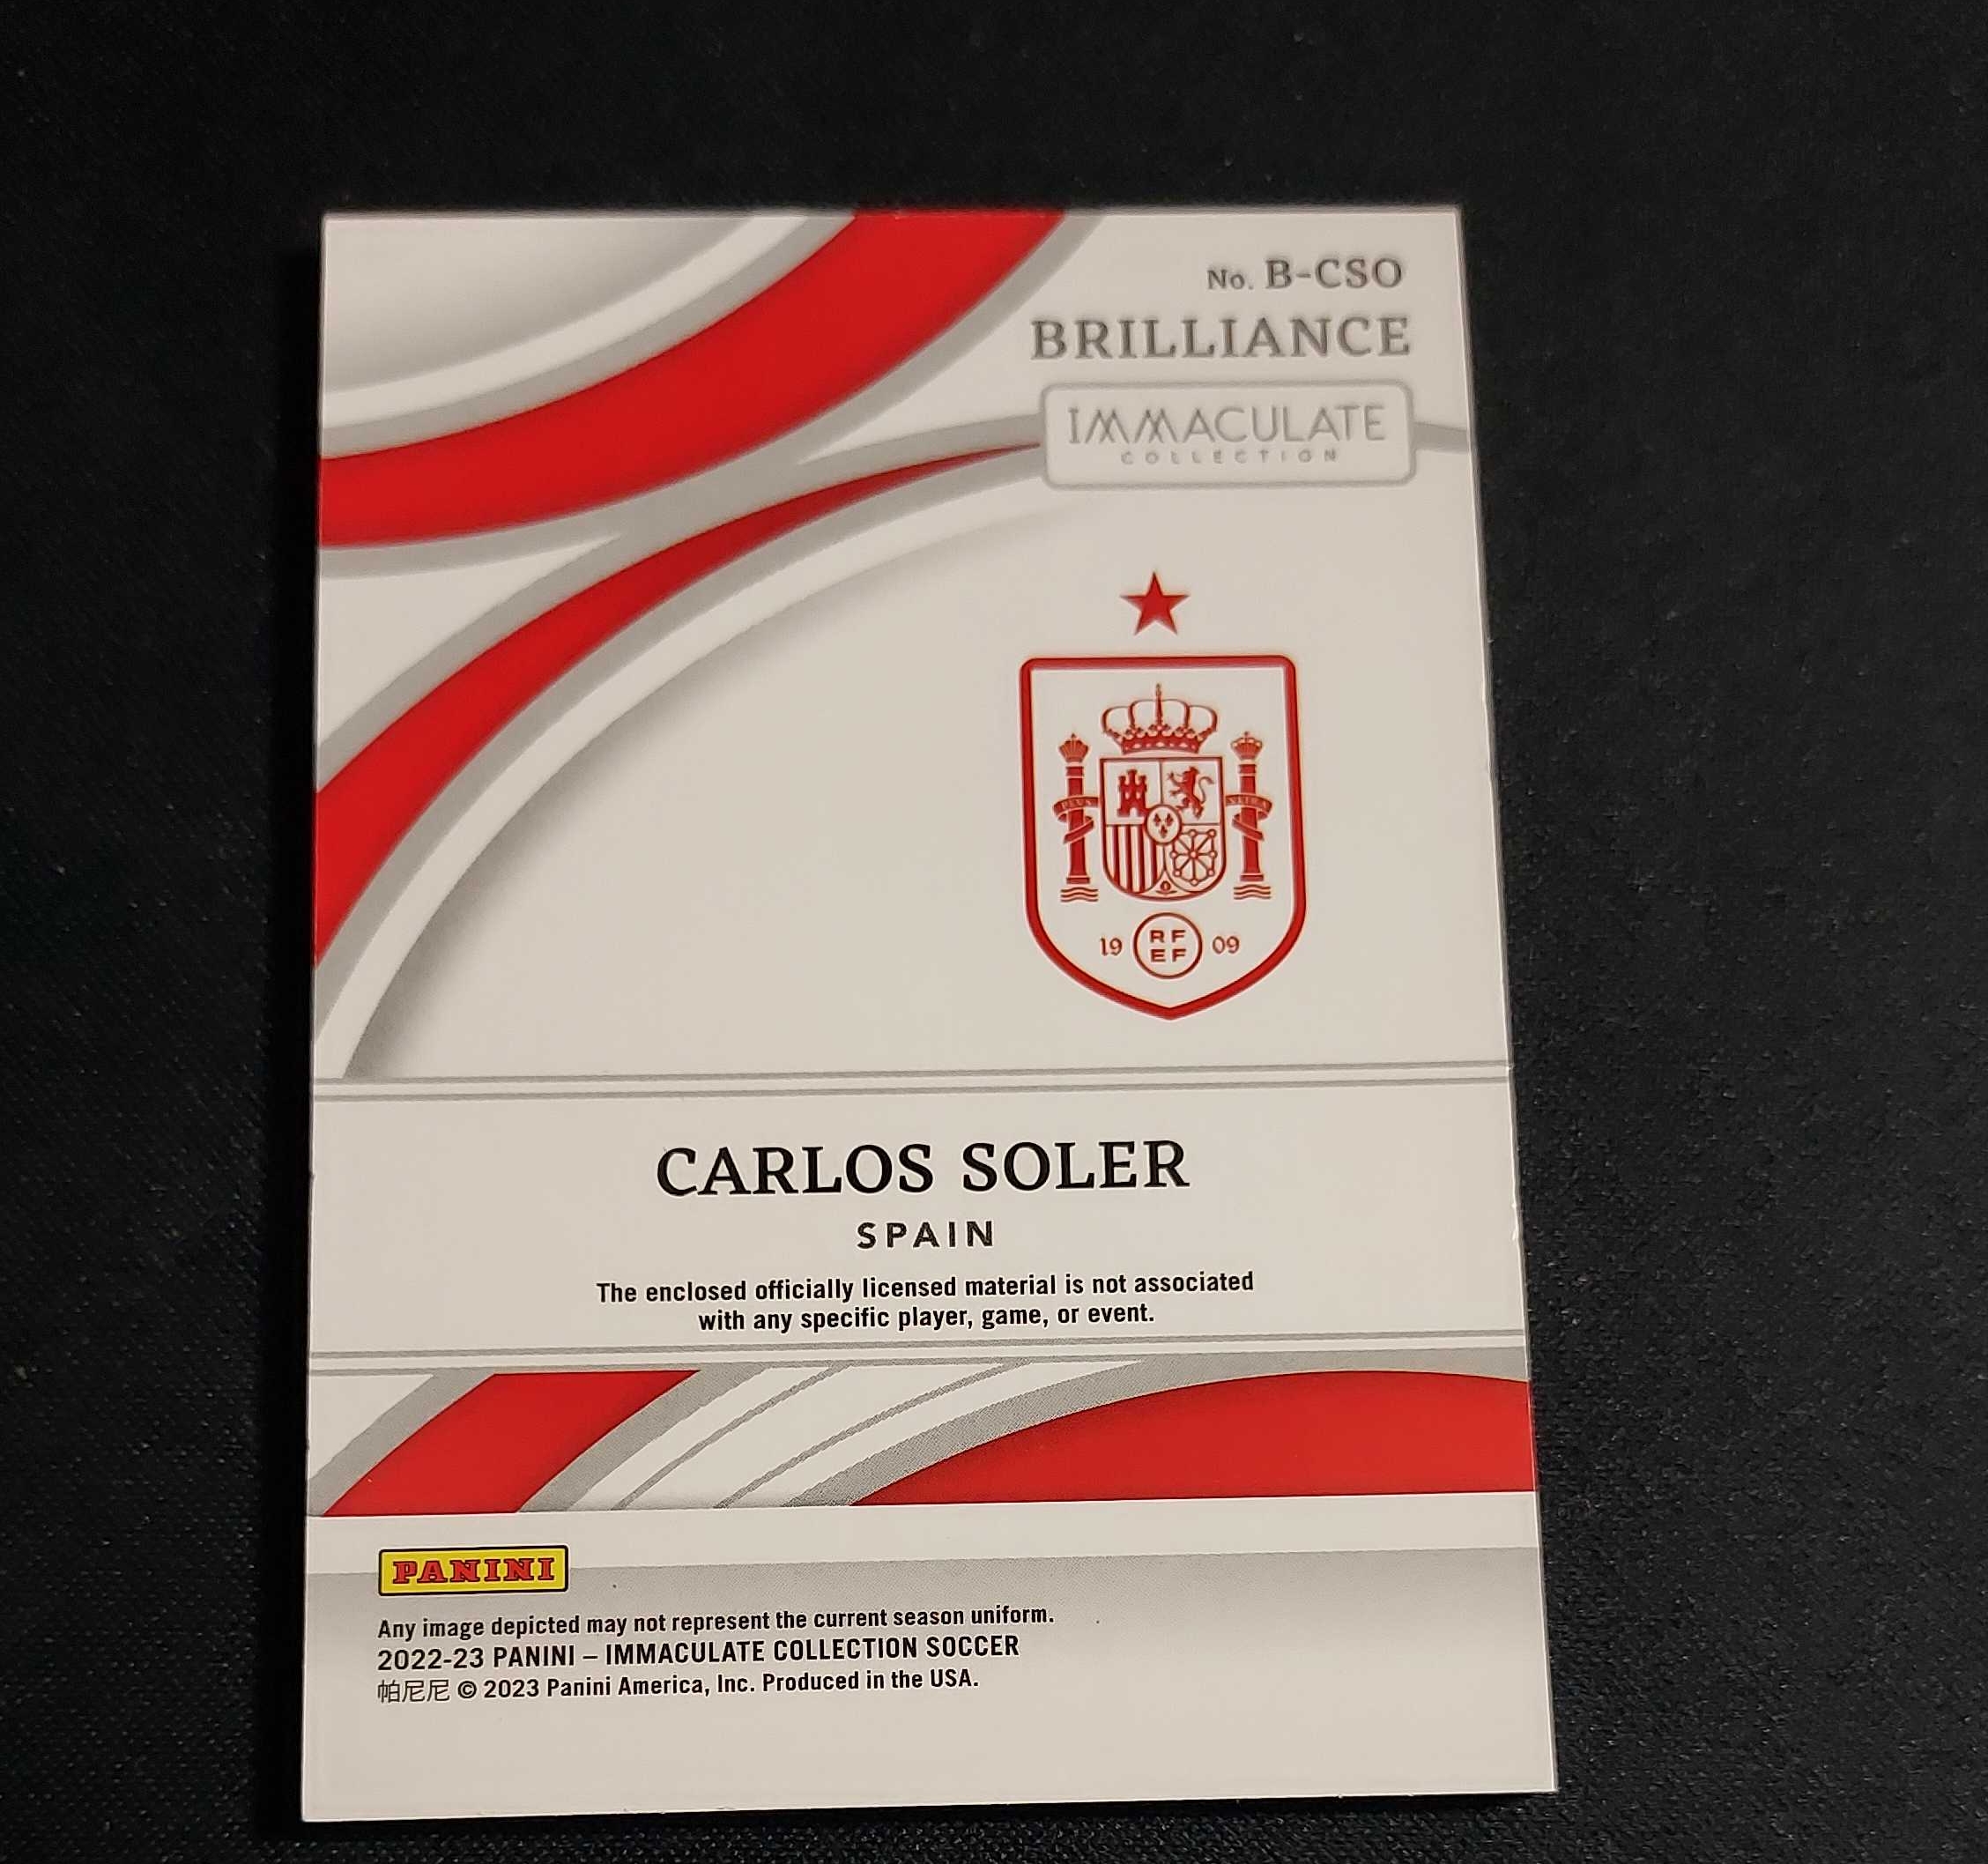 No. B-CSO
BRILLIANCE
IMMACULATE
COLLECTION
PLUS
VLTRA
19 RF EF 09
CARLOS SOLER
SPAIN
The enclosed officially licensed material is not associated
with any specific player, game, or event.
PANINI
Any image depicted may not represent the current season uniform.
2022-23 PANINI – IMMACULATE COLLECTION SOCCER
帕尼尼 © 2023 Panini America, Inc. Produced in the USA.